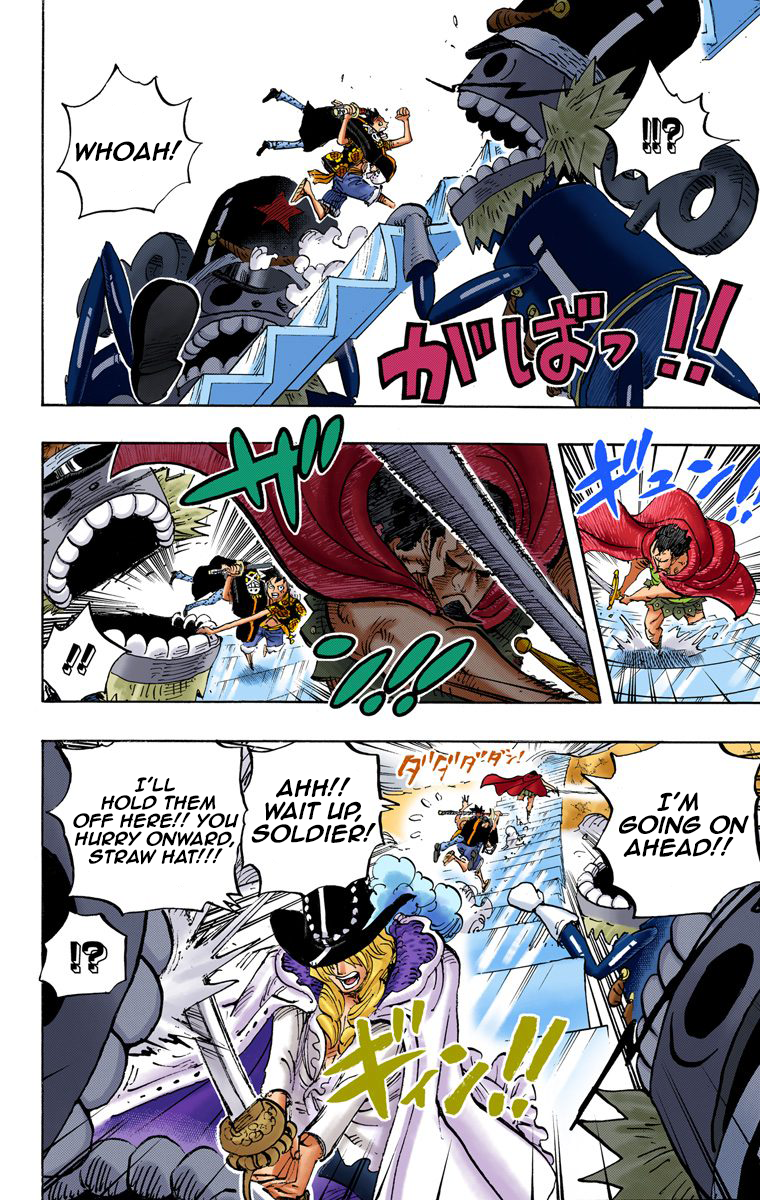 !!?
WHOAH!
がばっ!!
ギュン!!
ザ
ン!!!
!!
ダダダダン!
I'M
GOING ON
AHEAD!!
AHH!!
WAIT UP,
SOLDIER!
I'LL
HOLD THEM
OFF HERE!! YOU
HURRY ONWARD,
STRAW HAT!!!
!?
ギィン!!